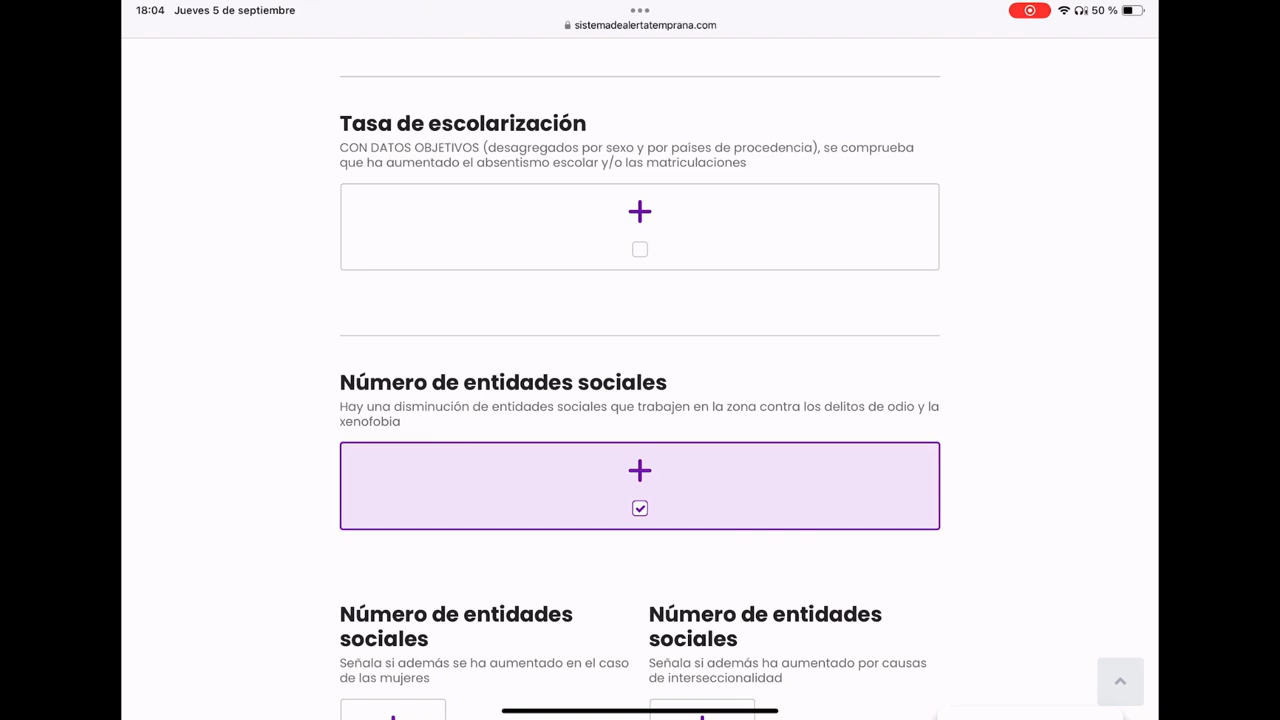 18:04 Jueves 5 de septiembre
50 %
sistemadealertatemprana.com
Tasa de escolarización
CON DATOS OBJETIVOS (desagregados por sexo y por países de procedencia), se comprueba
que ha aumentado el absentismo escolar y/o las matriculaciones
Número de entidades sociales
Hay una disminución de entidades sociales que trabajen en la zona contra los delitos de odio y la
xenofobia
Número de entidades
sociales
Señala si además se ha aumentado en el caso
de las mujeres
Número de entidades
sociales
Señala si además ha aumentado por causas
de interseccionalidad